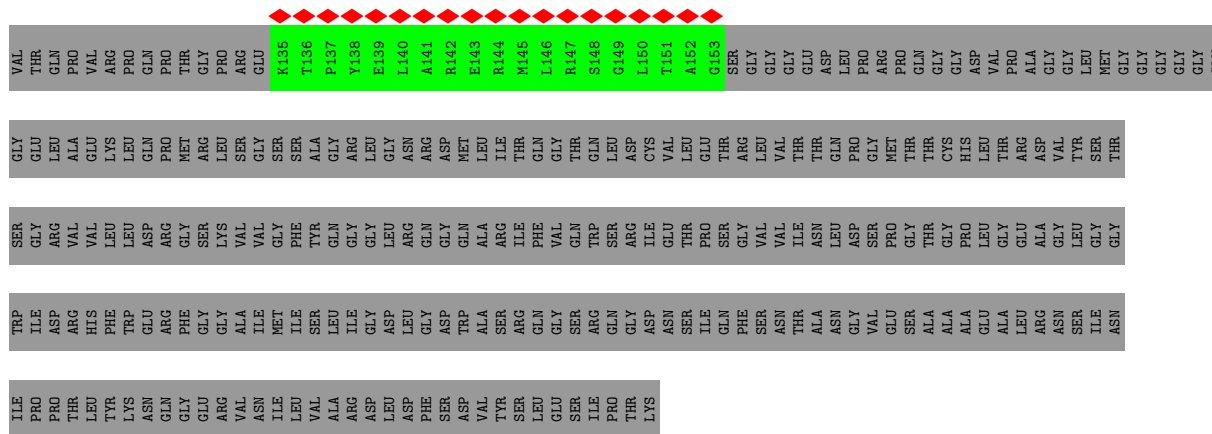 VAL THR GLN PRO VAL ARG PRO GLN PRO THR GLY PRO ARG GLU K135 T136 P137 Y138 E139 L140 A141 R142 E143 R144 M145 L146 R147 S148 G149 L150 T151 A152 G153 SER GLY GLY GLY GLU ASP LEU PRO ARG PRO GLN GLY GLY ASP VAL PRO ALA GLY GLY LEU MET GLY GLY GLY GLY GLY
GLY GLU LEU ALA GLU LYS LEU GLN PRO MET ARG LEU SER GLY SER SER ALA GLY ARG LEU GLY ASN ARG ASP MET LEU ILE THR GLN GLY THR GLN LEU ASP CYS VAL LEU GLU THR ARG LEU VAL THR THR GLN PRO GLY MET THR THR CYS HIS LEU THR ARG ASP VAL TYR SER THR
SER GLY ARG VAL VAL LEU LEU ASP ARG GLY SER LYS VAL VAL GLY PHE TYR GLN GLY GLY LEU ARG GLN GLY GLN ALA ARG ILE PHE VAL GLN TRP SER ARG ILE GLU THR PRO SER GLY VAL VAL ILE ASN LEU ASP SER PRO GLY THR GLY PRO LEU GLY GLU ALA GLY LEU GLY GLY
TRP ILE ASP ARG HIS PHE TRP GLU ARG PHE GLY GLY ALA ILE MET ILE SER LEU ILE GLY ASP LEU GLY ASP TRP ALA SER ARG GLN GLY SER ARG GLN GLY ASP ASN SER ILE GLN PHE SER ASN THR ALA ASN GLY VAL GLU SER ALA ALA ALA GLU ALA LEU ARG ASN SER ILE ASN
ILE PRO PRO THR LEU TYR LYS ASN GLN GLY GLU ARG VAL ASN ILE LEU VAL ALA ARG ASP LEU ASP PHE SER ASP VAL TYR SER LEU GLU SER ILE PRO THR LYS